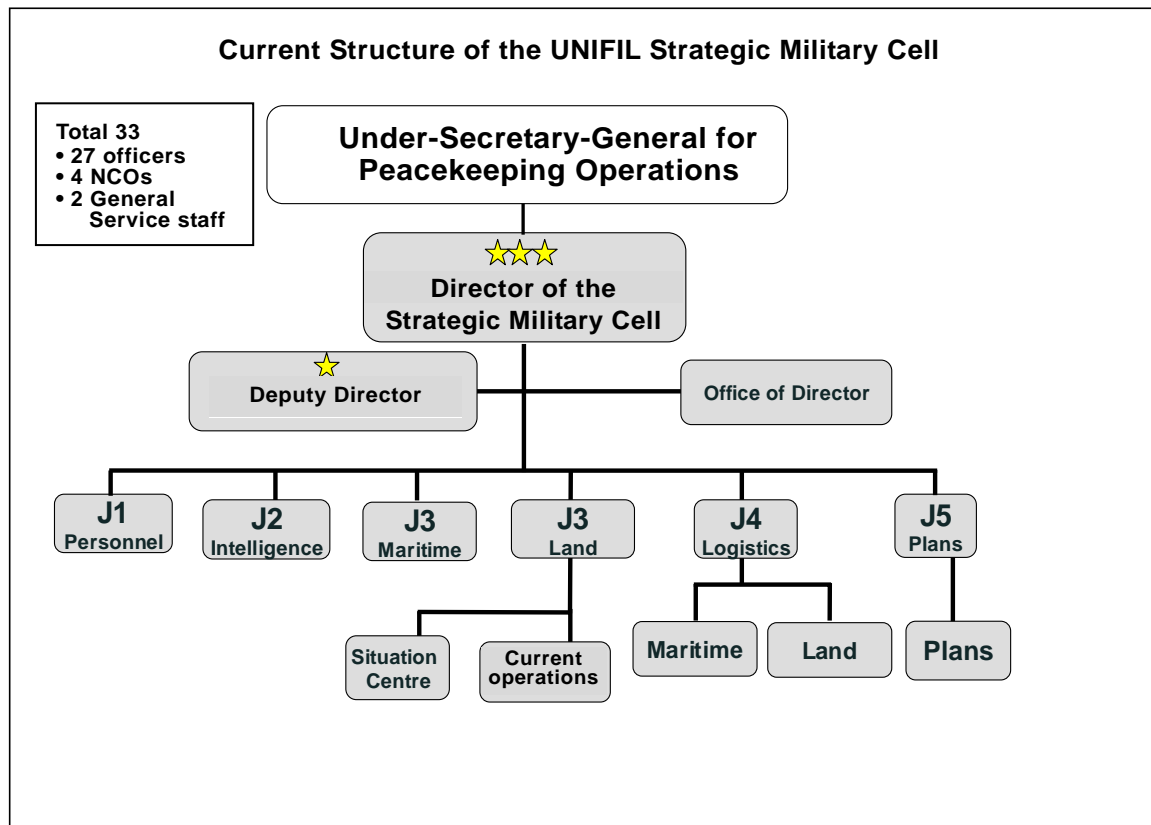 Current Structure of the UNIFIL Strategic Military Cell
Total 33
• 27 officers
• 4 NCOs
• 2 General
Service staff
Under-Secretary-General for
Peacekeeping Operations
Director of the
Strategic Military Cell
Deputy Director
Office of Director
J1
Personnel
J2
Intelligence
J3
Maritime
J3
Land
J4
Logistics
J5
Plans
Situation
Centre
Current
operations
Maritime
Land
Plans